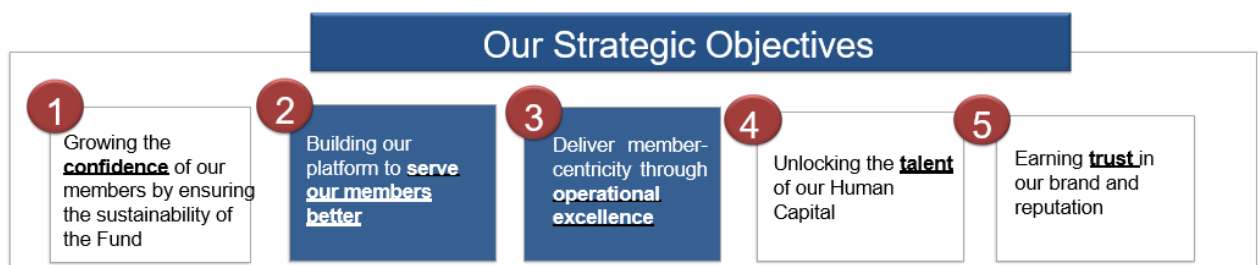 Our Strategic Objectives
1
Growing the
confidence of our
members by ensuring
the sustainability of
the Fund
2
Building our
platform to serve
our members
better
3
Deliver member-
centricity through
operational
excellence
4
Unlocking the talent
of our Human
Capital
5
Earning trust in
our brand and
reputation